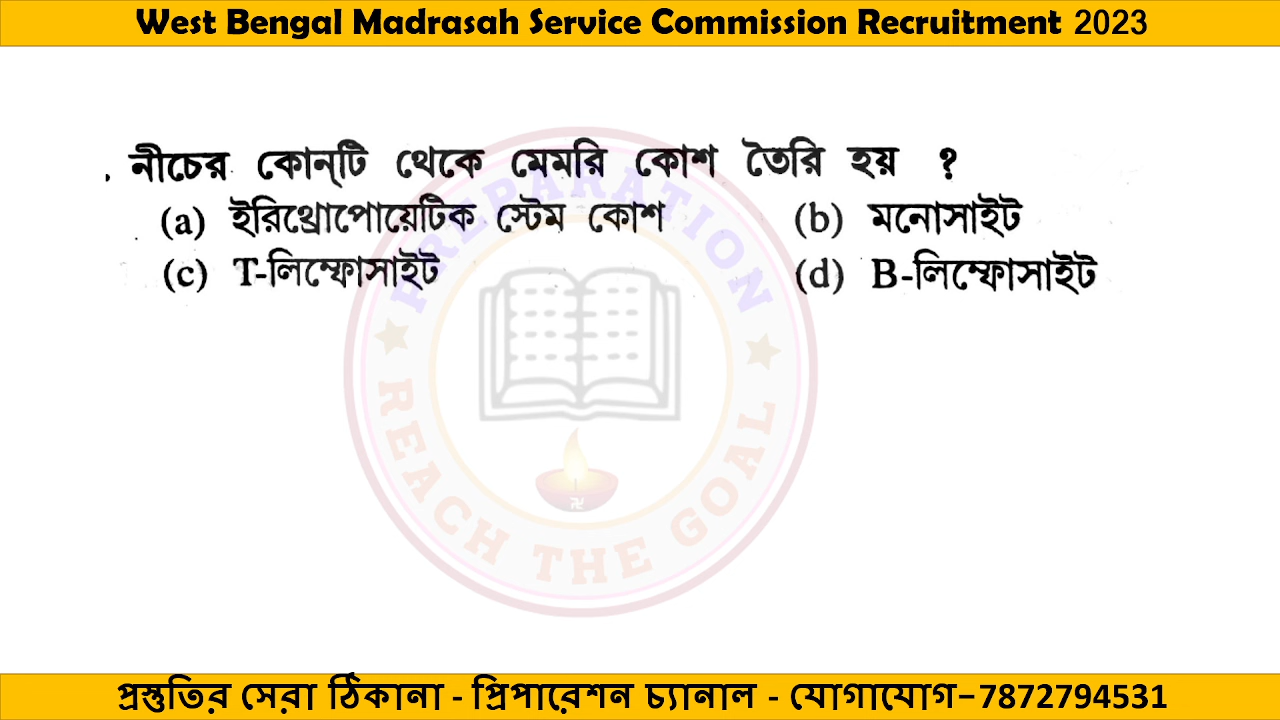 West Bengal Madrasah Service Commission Recruitment 2023
নীচের কোন্‌টি থেকে মেমরি কোশ তৈরি হয় ?
(a) ইরিথ্রোপোয়েটিক স্টেম কোশ (b) মনোসাইট
(c) T-লিম্ফোসাইট (d) B-লিম্ফোসাইট
PREPARATION
REACH THE GOAL
প্রস্তুতির সেরা ঠিকানা - প্রিপারেশন চ্যানাল - যোগাযোগ–7872794531